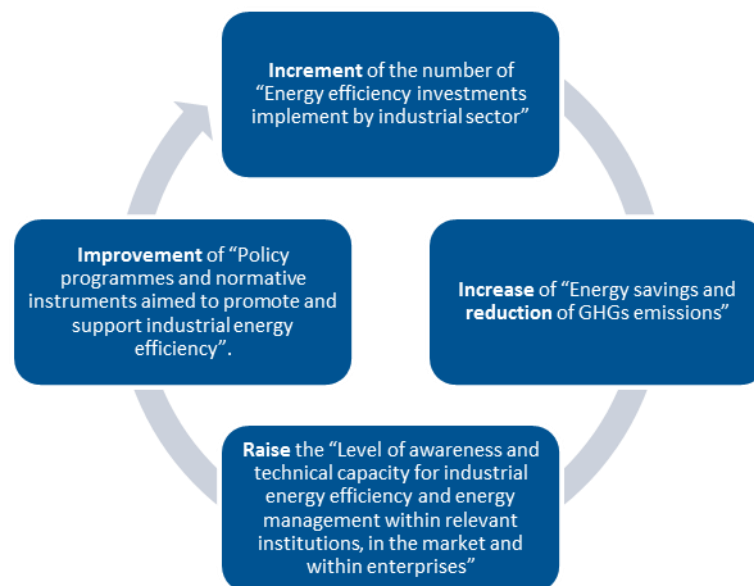 Increment of the number of
“Energy efficiency investments
implement by industrial sector”
Increase of “Energy savings and
reduction of GHGs emissions”
Raise the “Level of awareness and
technical capacity for industrial
energy efficiency and energy
management within relevant
institutions, in the market and
within enterprises”
Improvement of “Policy
programmes and normative
instruments aimed to promote and
support industrial energy
efficiency”.